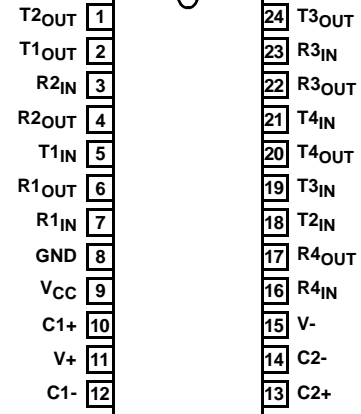 T2OUT 1 24 T3OUT
T1OUT 2 23 R3IN
R2IN 3 22 R3OUT
R2OUT 4 21 T4IN
T1IN 5 20 T4OUT
R1OUT 6 19 T3IN
R1IN 7 18 T2IN
GND 8 17 R4OUT
VCC 9 16 R4IN
C1+ 10 15 V-
V+ 11 14 C2-
C1- 12 13 C2+